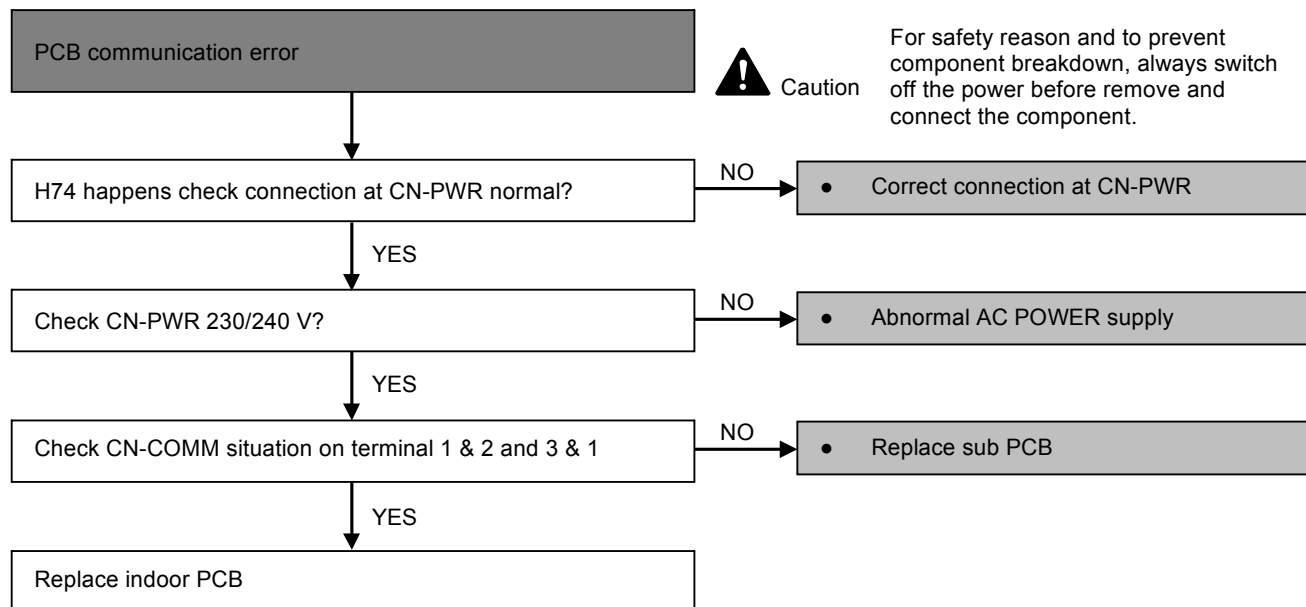 PCB communication error
Caution
For safety reason and to prevent
component breakdown, always switch
off the power before remove and
connect the component.
H74 happens check connection at CN-PWR normal?
NO
● Correct connection at CN-PWR
YES
Check CN-PWR 230/240 V?
NO
● Abnormal AC POWER supply
YES
Check CN-COMM situation on terminal 1 & 2 and 3 & 1
NO
● Replace sub PCB
YES
Replace indoor PCB